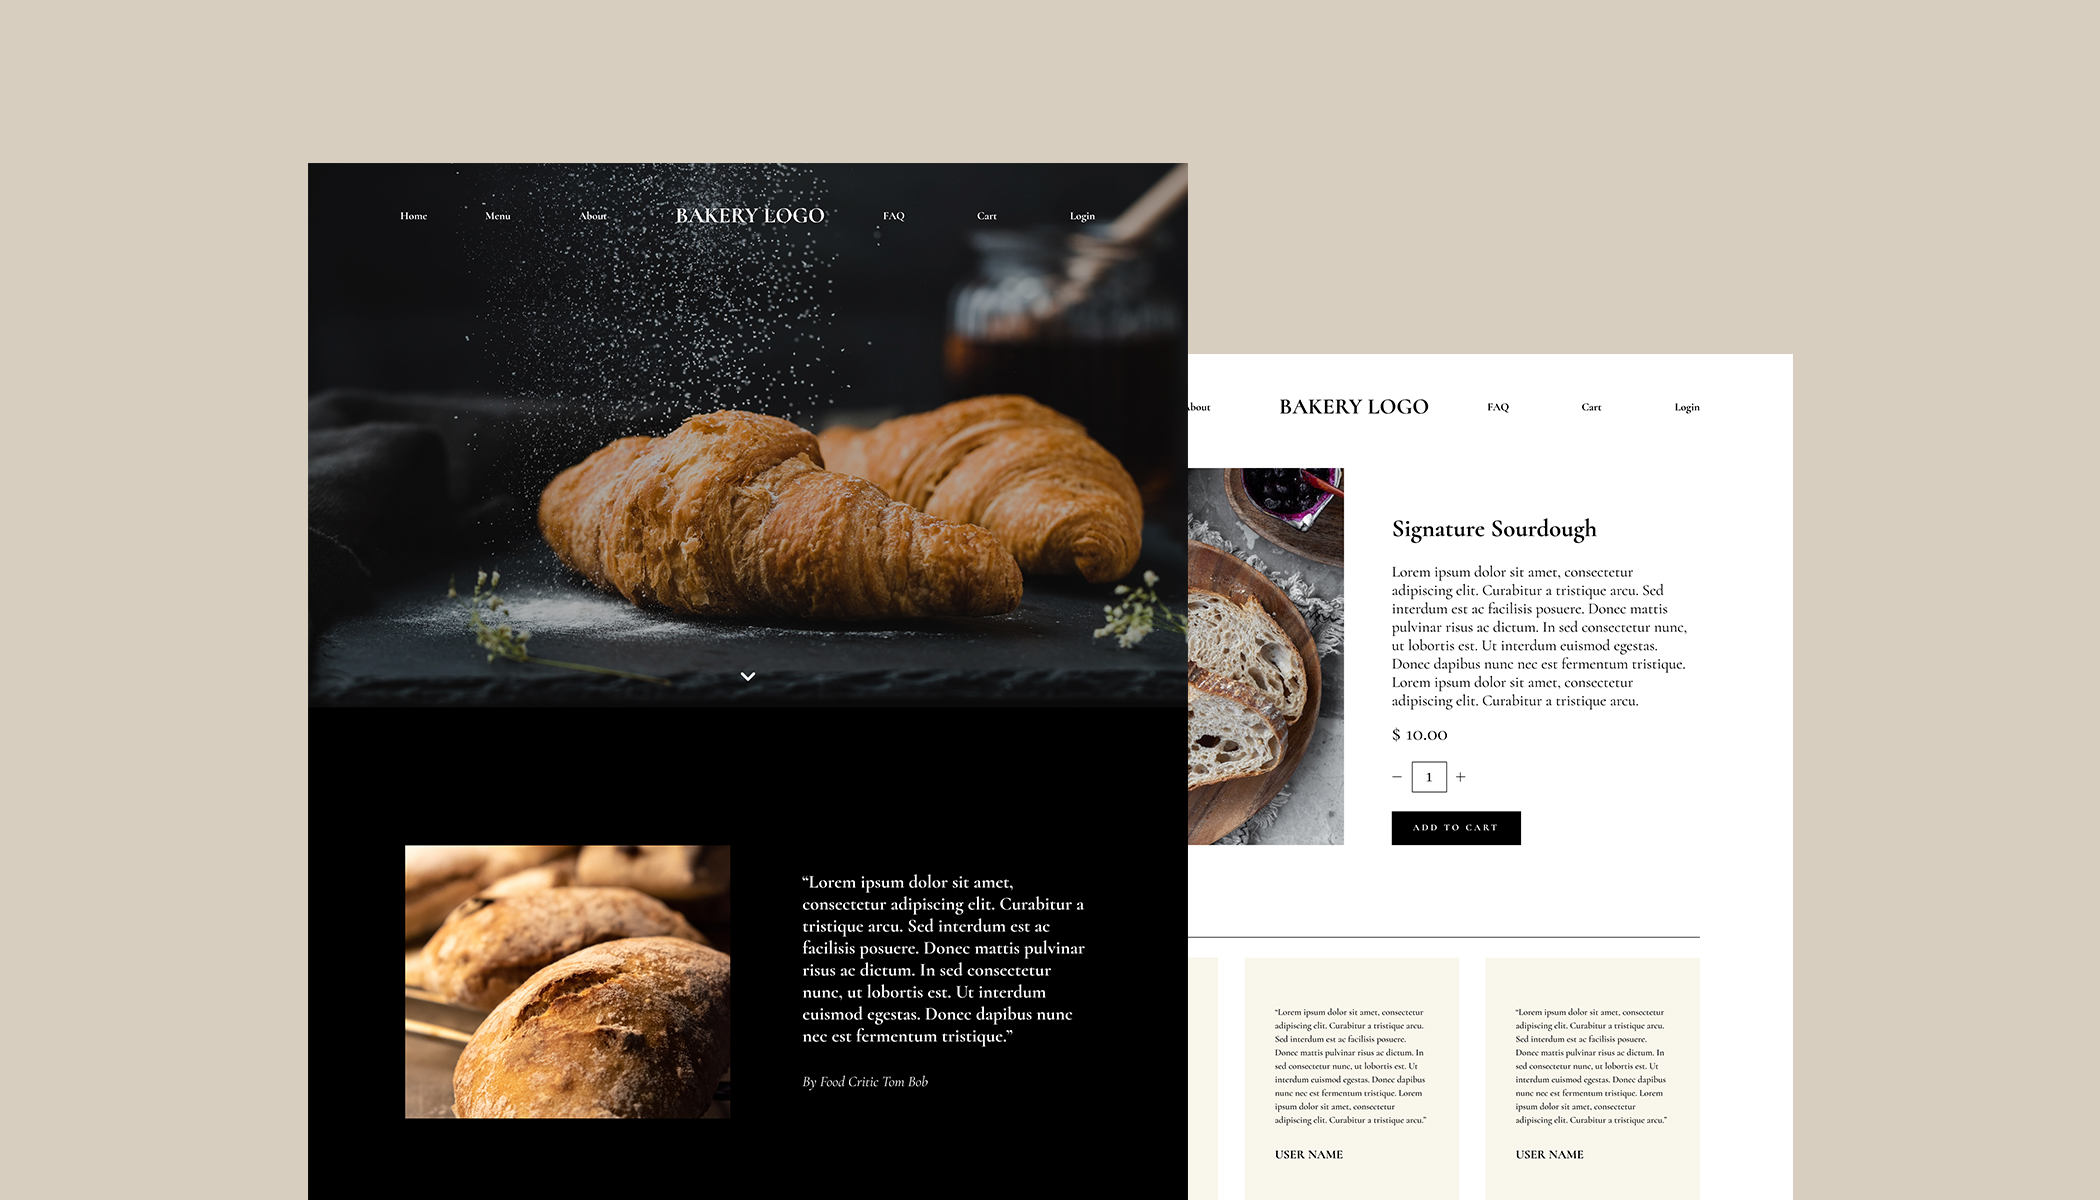 Home Menu About BAKERY LOGO FAQ Cart Login
“Lorem ipsum dolor sit amet,
consectetur adipiscing elit. Curabitur a
tristique arcu. Sed interdum est ac
facilisis posuere. Donec mattis pulvinar
risus ac dictum. In sed consectetur
nunc, ut lobortis est. Ut interdum
euismod egestas. Donec dapibus nunc
nec est fermentum tristique.”
By Food Critic Tom Bob
About BAKERY LOGO FAQ Cart Login
Signature Sourdough
Lorem ipsum dolor sit amet, consectetur
adipiscing elit. Curabitur a tristique arcu. Sed
interdum est ac facilisis posuere. Donec mattis
pulvinar risus ac dictum. In sed consectetur nunc,
ut lobortis est. Ut interdum euismod egestas.
Donec dapibus nunc nec est fermentum tristique.
Lorem ipsum dolor sit amet, consectetur
adipiscing elit. Curabitur a tristique arcu.
$ 10.00
− 1 +
ADD TO CART
“Lorem ipsum dolor sit amet, consectetur
adipiscing elit. Curabitur a tristique arcu.
Sed interdum est ac facilisis posuere.
Donec mattis pulvinar risus ac dictum. In
sed consectetur nunc, ut lobortis est. Ut
interdum euismod egestas. Donec dapibus
nunc nec est fermentum tristique. Lorem
ipsum dolor sit amet, consectetur
adipiscing elit. Curabitur a tristique arcu.”
USER NAME
“Lorem ipsum dolor sit amet, consectetur
adipiscing elit. Curabitur a tristique arcu.
Sed interdum est ac facilisis posuere.
Donec mattis pulvinar risus ac dictum. In
sed consectetur nunc, ut lobortis est. Ut
interdum euismod egestas. Donec dapibus
nunc nec est fermentum tristique. Lorem
ipsum dolor sit amet, consectetur
adipiscing elit. Curabitur a tristique arcu.”
USER NAME